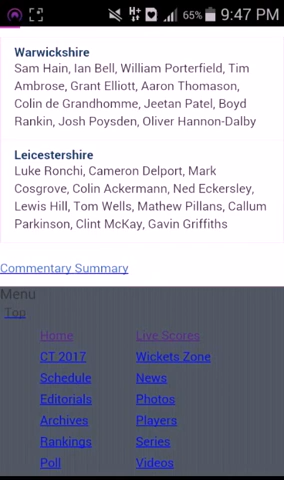 65% 9:47 PM
Warwickshire
Sam Hain, Ian Bell, William Porterfield, Tim
Ambrose, Grant Elliott, Aaron Thomason,
Colin de Grandhomme, Jeetan Patel, Boyd
Rankin, Josh Poysden, Oliver Hannon-Dalby
Leicestershire
Luke Ronchi, Cameron Delport, Mark
Cosgrove, Colin Ackermann, Ned Eckersley,
Lewis Hill, Tom Wells, Mathew Pillans, Callum
Parkinson, Clint McKay, Gavin Griffiths
Commentary Summary
Menu
Top
Home Live Scores
CT 2017 Wickets Zone
Schedule News
Editorials Photos
Archives Players
Rankings Series
Poll Videos